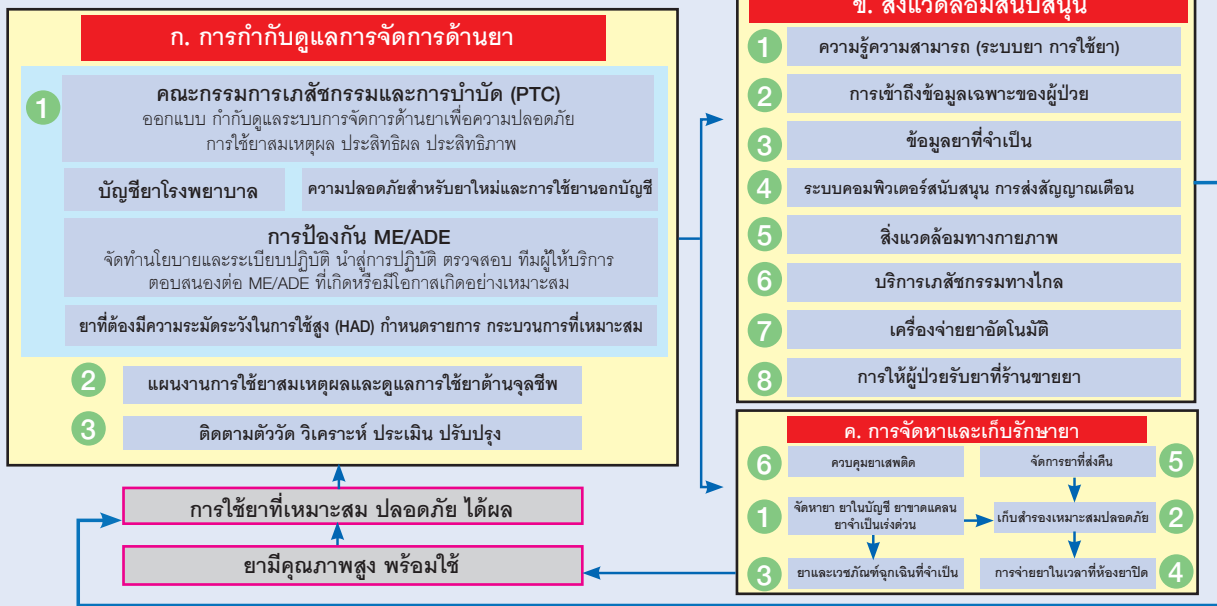 ก. การกำกับดูแลการจัดการด้านยา
1
คณะกรรมการเภสัชกรรมและการบำบัด (PTC)
ออกแบบ กำกับดูแลระบบการจัดการด้านยาเพื่อความปลอดภัย
การใช้ยาสมเหตุผล ประสิทธิผล ประสิทธิภาพ
บัญชียาโรงพยาบาล
ความปลอดภัยสำหรับยาใหม่และการใช้ยานอกบัญชี
การป้องกัน ME/ADE
จัดทำนโยบายและระเบียบปฏิบัติ นำสู่การปฏิบัติ ตรวจสอบ ทีมผู้ให้บริการ
ตอบสนองต่อ ME/ADE ที่เกิดหรือมีโอกาสเกิดอย่างเหมาะสม
ยาที่ต้องมีความระมัดระวังในการใช้สูง (HAD) กำหนดรายการ กระบวนการที่เหมาะสม
2
แผนงานการใช้ยาสมเหตุผลและดูแลการใช้ยาต้านจุลชีพ
3
ติดตามตัววัด วิเคราะห์ ประเมิน ปรับปรุง
การใช้ยาที่เหมาะสม ปลอดภัย ได้ผล
ยามีคุณภาพสูง พร้อมใช้
ข. สิ่งแวดล้อมสนับสนุน
1
ความรู้ความสามารถ (ระบบยา การใช้ยา)
2
การเข้าถึงข้อมูลเฉพาะของผู้ป่วย
3
ข้อมูลยาที่จำเป็น
4
ระบบคอมพิวเตอร์สนับสนุน การส่งสัญญาณเตือน
5
สิ่งแวดล้อมทางกายภาพ
6
บริการเภสัชกรรมทางไกล
7
เครื่องจ่ายยาอัตโนมัติ
8
การให้ผู้ป่วยรับยาที่ร้านขายยา
ค. การจัดหาและเก็บรักษายา
6
ควบคุมยาเสพติด
จัดการยาที่ส่งคืน
5
1
จัดหายา ยาในบัญชี ยาขาดแคลน
ยาจำเป็นเร่งด่วน
เก็บสำรองเหมาะสมปลอดภัย
2
3
ยาและเวชภัณฑ์ฉุกเฉินที่จำเป็น
การจ่ายยาในเวลาที่ห้องยาปิด
4